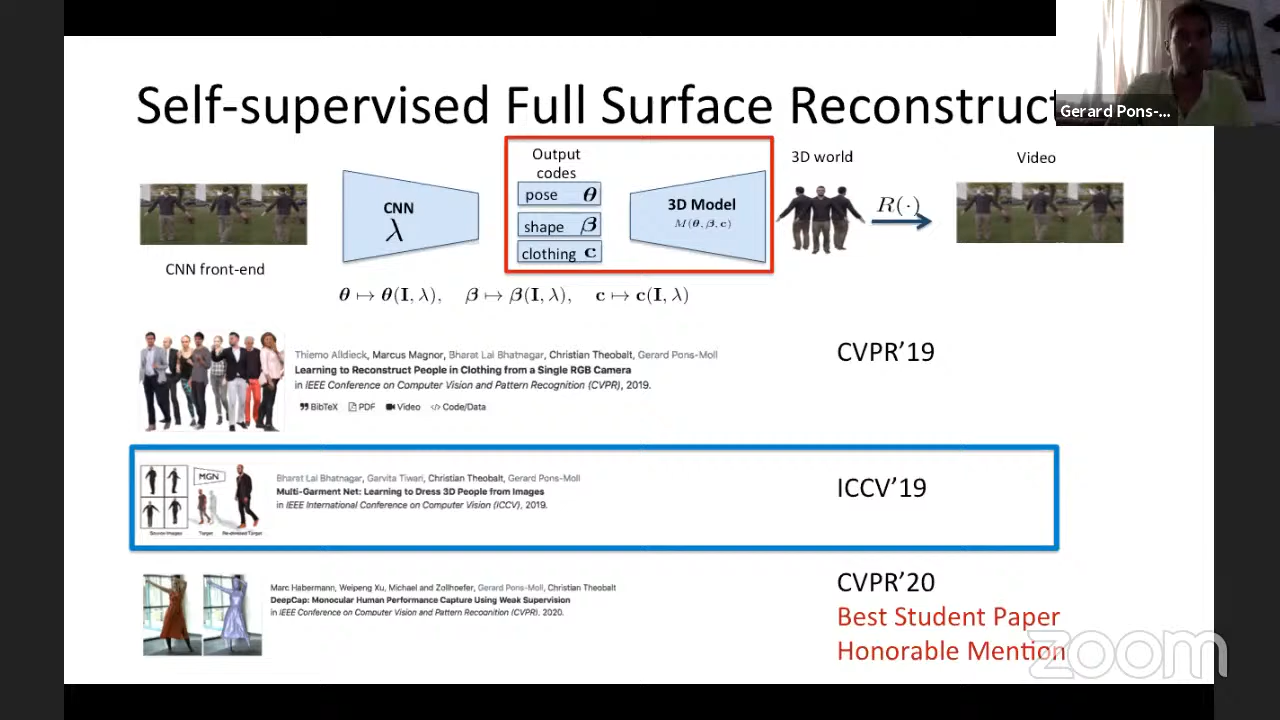 Self-supervised Full Surface Reconstruct
Gerard Pons-...
Output
codes
3D world
Video
pose θ
CNN
λ
3D Model
M(θ, β, c)
R(·)
shape β
clothing c
CNN front-end
θ ↦ θ(I, λ), β ↦ β(I, λ), c ↦ c(I, λ)
Thiemo Alldieck, Marcus Magnor, Bharat Lal Bhatnagar, Christian Theobalt, Gerard Pons-Moll
Learning to Reconstruct People in Clothing from a Single RGB Camera
in IEEE Conference on Computer Vision and Pattern Recognition (CVPR), 2019.
BibTeX PDF Video </> Code/Data
CVPR'19
MGN
Source Images Target Re-dressed Target
Bharat Lal Bhatnagar, Garvita Tiwari, Christian Theobalt, Gerard Pons-Moll
Multi-Garment Net: Learning to Dress 3D People from Images
in IEEE International Conference on Computer Vision (ICCV), 2019.
ICCV'19
Marc Habermann, Weipeng Xu, Michael and Zollhoefer, Gerard Pons-Moll, Christian Theobalt
DeepCap: Monocular Human Performance Capture Using Weak Supervision
in IEEE Conference on Computer Vision and Pattern Recognition (CVPR). 2020.
CVPR'20
Best Student Paper
Honorable Mention
zoom